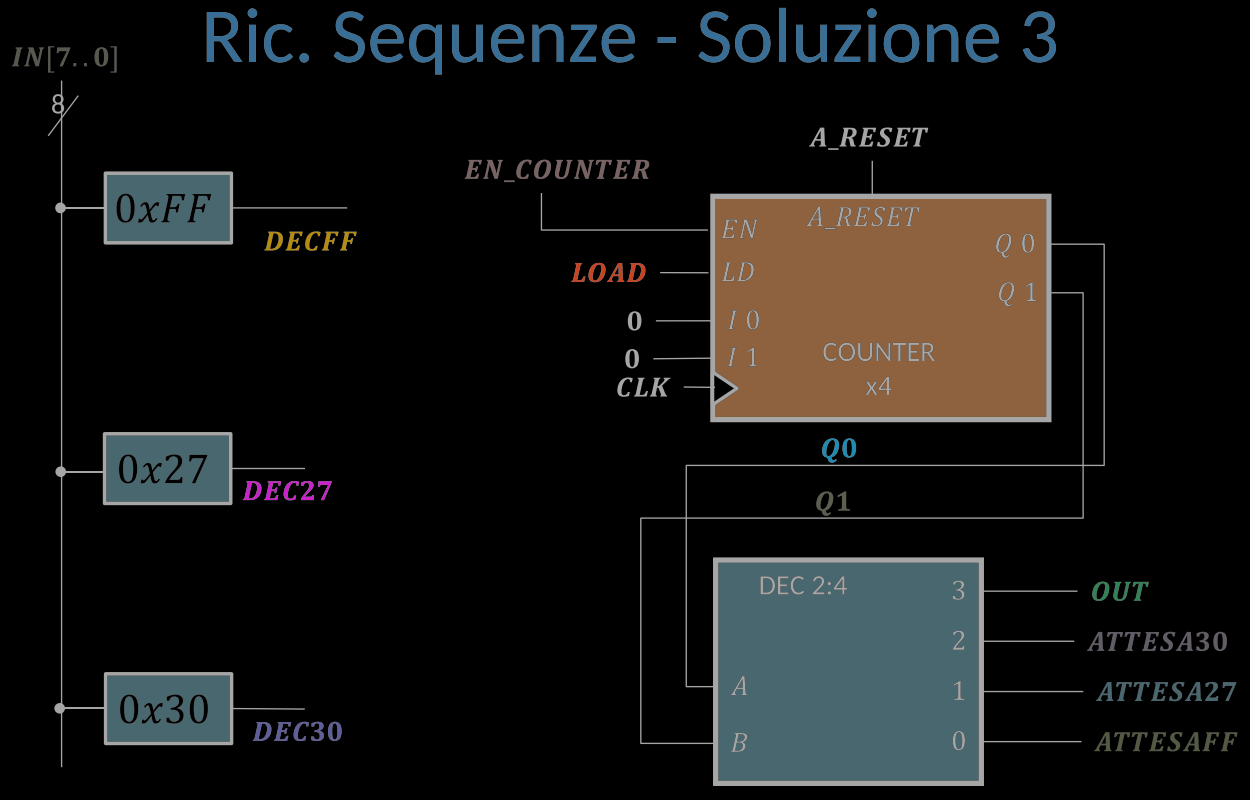 Ric. Sequenze - Soluzione 3
IN[7..0]
8
0xFF
DECFF
0x27
DEC27
0x30
DEC30
A_RESET
EN_COUNTER
LOAD
0
0
CLK
EN
LD
I 0
I 1
A_RESET
Q 0
Q 1
COUNTER
x4
Q0
Q1
DEC 2:4
A
B
3
2
1
0
OUT
ATTESA30
ATTESA27
ATTESAFF